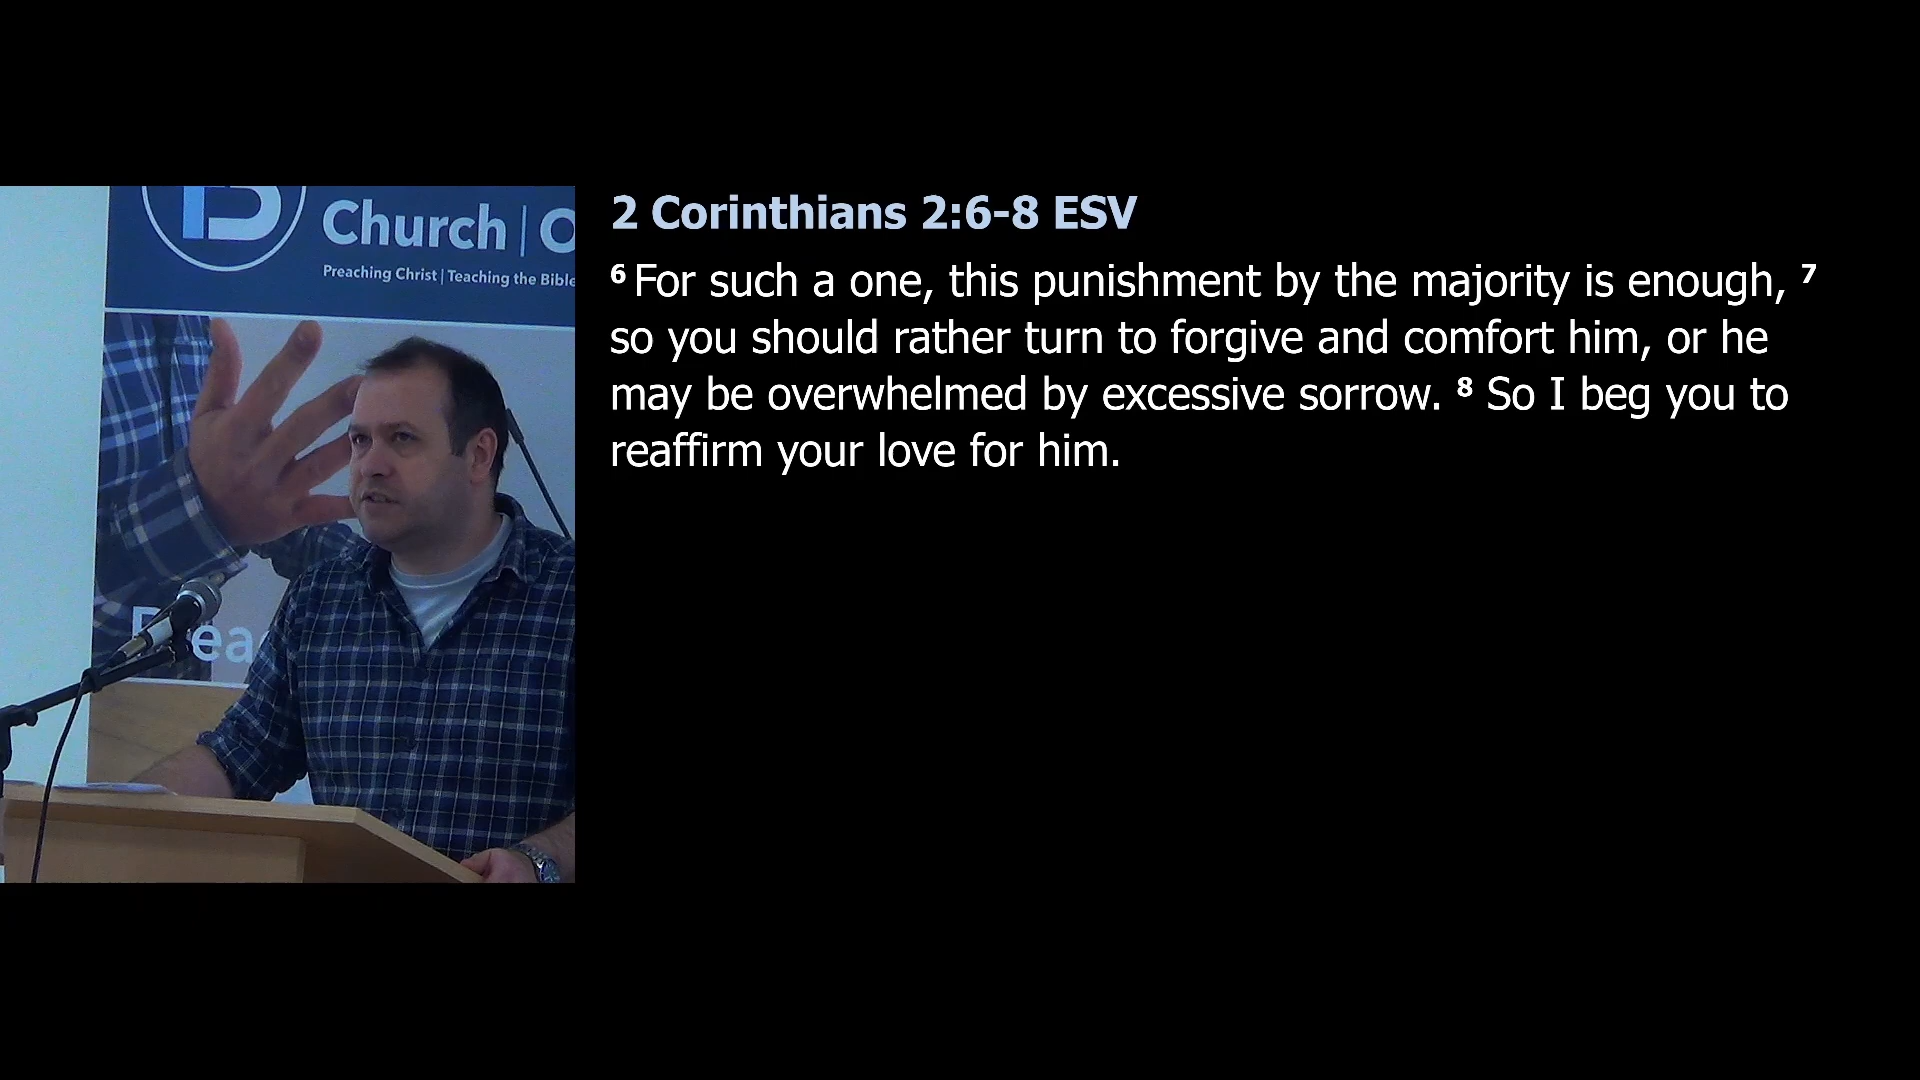 Church | O
Preaching Christ | Teaching the Bible
2 Corinthians 2:6-8 ESV
6 For such a one, this punishment by the majority is enough, 7
so you should rather turn to forgive and comfort him, or he
may be overwhelmed by excessive sorrow. 8 So I beg you to
reaffirm your love for him.